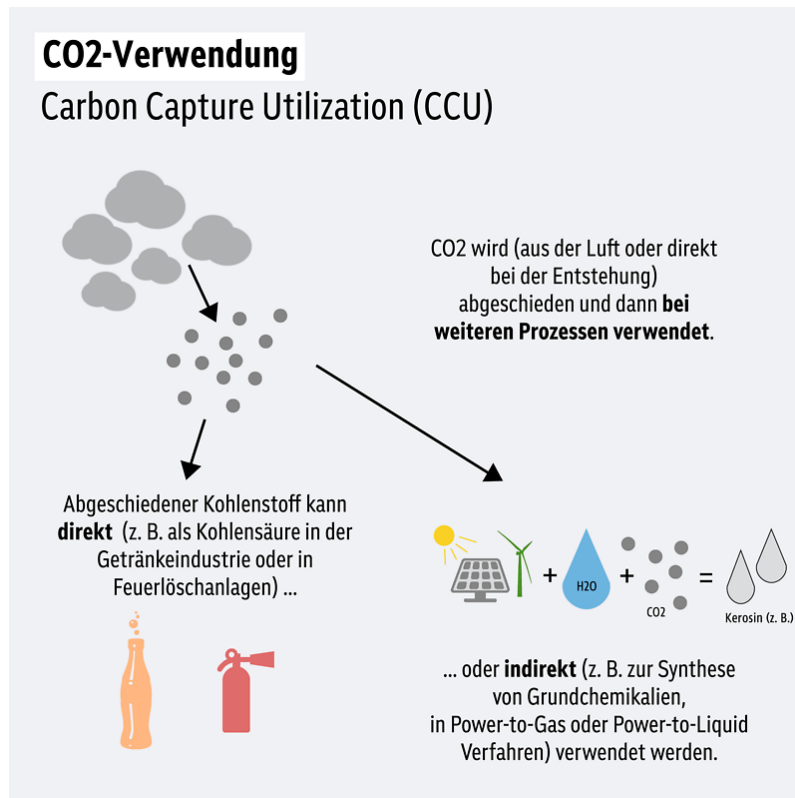 CO2-Verwendung
Carbon Capture Utilization (CCU)
CO2 wird (aus der Luft oder direkt
bei der Entstehung)
abgeschieden und dann bei
weiteren Prozessen verwendet.
Abgeschiedener Kohlenstoff kann
direkt (z. B. als Kohlensäure in der
Getränkeindustrie oder in
Feuerlöschanlagen) ...
+ H2O + CO2 = Kerosin (z. B.)
... oder indirekt (z. B. zur Synthese
von Grundchemikalien,
in Power-to-Gas oder Power-to-Liquid
Verfahren) verwendet werden.